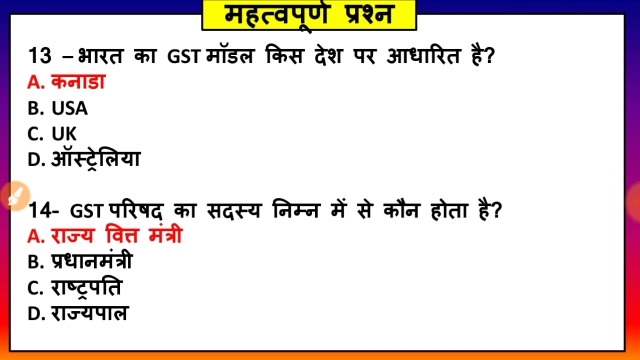 महत्वपूर्ण प्रश्न
13 – भारत का GST मॉडल किस देश पर आधारित है?
A. कनाडा
B. USA
C. UK
D. ऑस्ट्रेलिया
14- GST परिषद का सदस्य निम्न में से कौन होता है?
A. राज्य वित्त मंत्री
B. प्रधानमंत्री
C. राष्ट्रपति
D. राज्यपाल